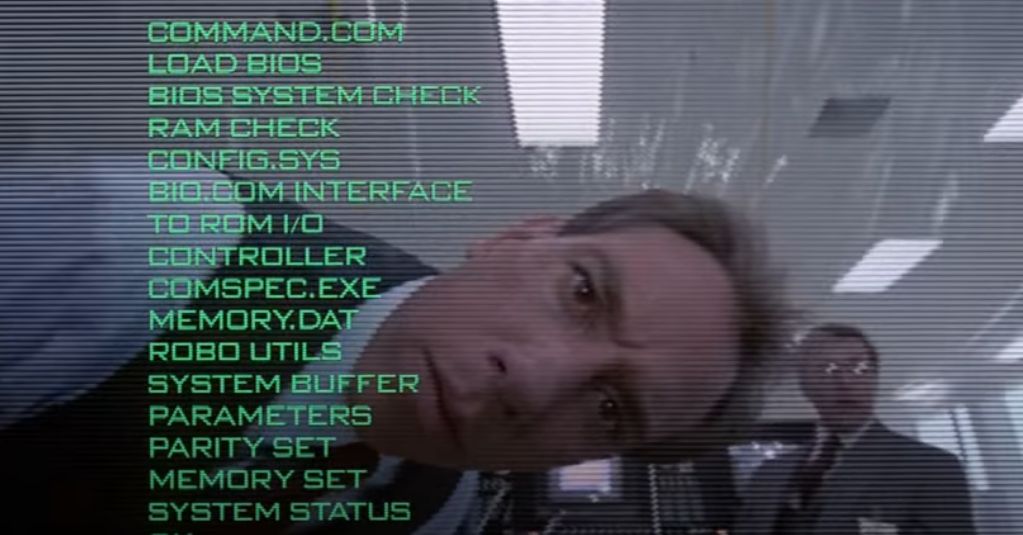 COMMAND.COM
LOAD BIOS
BIOS SYSTEM CHECK
RAM CHECK
CONFIG.SYS
BIO.COM INTERFACE
TO ROM I/O
CONTROLLER
COMSPEC.EXE
MEMORY.DAT
ROBO UTILS
SYSTEM BUFFER
PARAMETERS
PARITY SET
MEMORY SET
SYSTEM STATUS